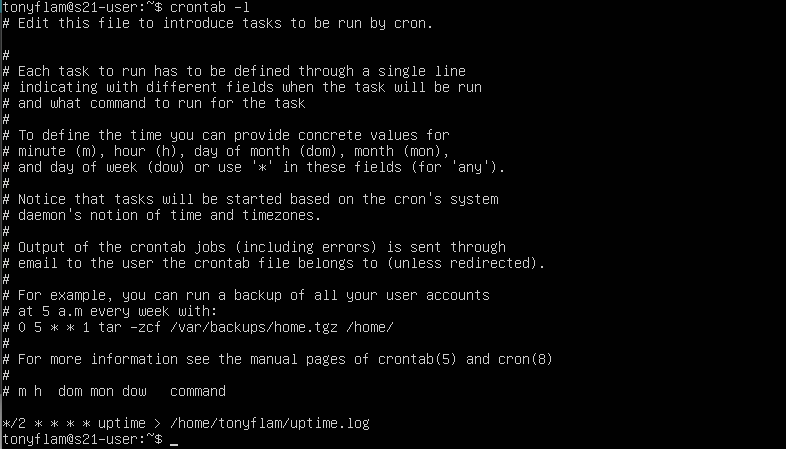 tonyflam@s21-user:~$ crontab -l
# Edit this file to introduce tasks to be run by cron.
#
# Each task to run has to be defined through a single line
# indicating with different fields when the task will be run
# and what command to run for the task
#
# To define the time you can provide concrete values for
# minute (m), hour (h), day of month (dom), month (mon),
# and day of week (dow) or use '*' in these fields (for 'any').
#
# Notice that tasks will be started based on the cron's system
# daemon's notion of time and timezones.
#
# Output of the crontab jobs (including errors) is sent through
# email to the user the crontab file belongs to (unless redirected).
#
# For example, you can run a backup of all your user accounts
# at 5 a.m every week with:
# 0 5 * * 1 tar -zcf /var/backups/home.tgz /home/
#
# For more information see the manual pages of crontab(5) and cron(8)
#
# m h  dom mon dow   command
*/2 * * * * uptime > /home/tonyflam/uptime.log
tonyflam@s21-user:~$ _